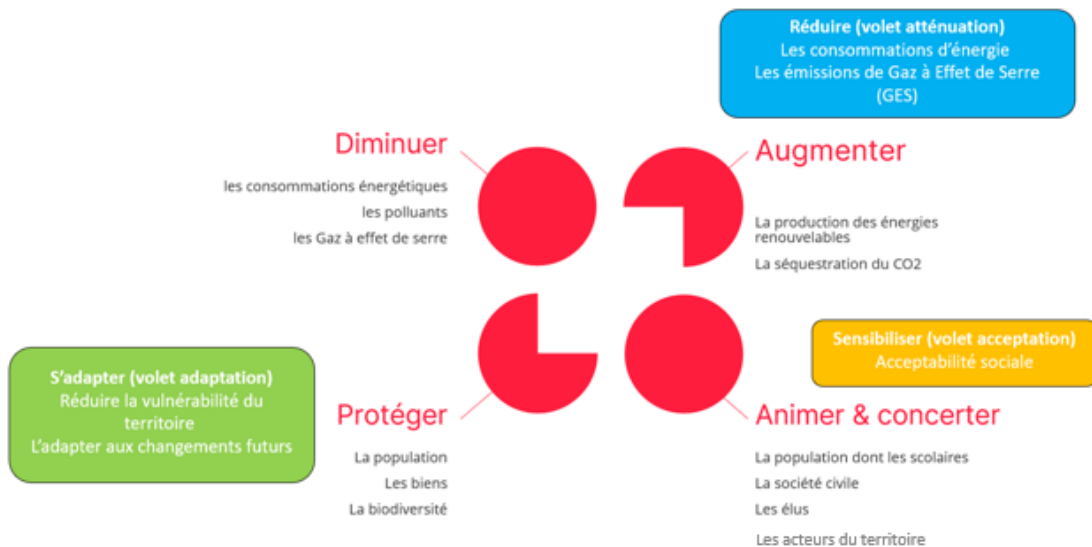 Réduire (volet atténuation)
Les consommations d'énergie
Les émissions de Gaz à Effet de Serre
(GES)
Diminuer
les consommations énergétiques
les polluants
les Gaz à effet de serre
Augmenter
La production des énergies
renouvelables
La séquestration du CO2
S'adapter (volet adaptation)
Réduire la vulnérabilité du
territoire
L'adapter aux changements futurs
Protéger
La population
Les biens
La biodiversité
Sensibiliser (volet acceptation)
Acceptabilité sociale
Animer & concerter
La population dont les scolaires
La société civile
Les élus
Les acteurs du territoire